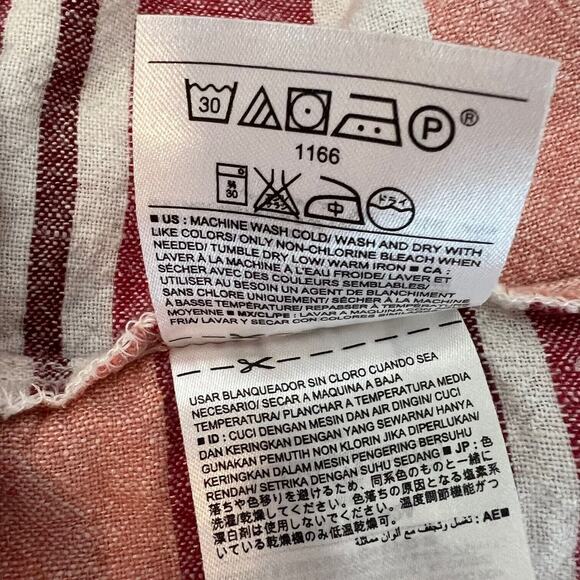 30
P®
1166
30
中
ドライ
■ US : MACHINE WASH COLD/ WASH AND DRY WITH
LIKE COLORS/ ONLY NON-CHLORINE BLEACH WHEN
NEEDED/ TUMBLE DRY LOW/ WARM IRON ■ CA :
LAVER À LA MACHINE À L'EAU FROIDE/ LAVER ET
SÉCHER AVEC DES COULEURS SEMBLABLES/
UTILISER AU BESOIN UN AGENT DE BLANCHIMENT
SANS CHLORE UNIQUEMENT/ SÉCHER À LA MACHINE
À BASSE TEMPÉRATURE/ REPASSER À TEMPÉRATURE
MOYENNE ■ MX/CL/PE : LAVAR A MAQUINA CON AGUA
FRIA/ LAVAR Y SECAR CON COLORES
USAR BLANQUEADOR SIN CLORO CUANDO SEA
NECESARIO/ SECAR A MAQUINA A BAJA
TEMPERATURA/ PLANCHAR A TEMPERATURA MEDIA
■ ID : CUCI DENGAN MESIN DAN AIR DINGIN/ CUCI
DAN KERINGKAN DENGAN YANG SEWARNA/ HANYA
GUNAKAN PEMUTIH NON KLORIN JIKA DIPERLUKAN/
KERINGKAN DALAM MESIN PENGERING BERSUHU
RENDAH/ SETRIKA DENGAN SUHU SEDANG ■ JP : 色
落ちや色移りを避けるため、同系色のものと一緒に
洗濯/乾燥してください。色落ちの原因となる塩素系
漂白剤は使用しないでください。温度調節機能がつ
いている乾燥機のみ低温乾燥可。
AE■ : تغسل وتجفف مع ألوان مماثلة